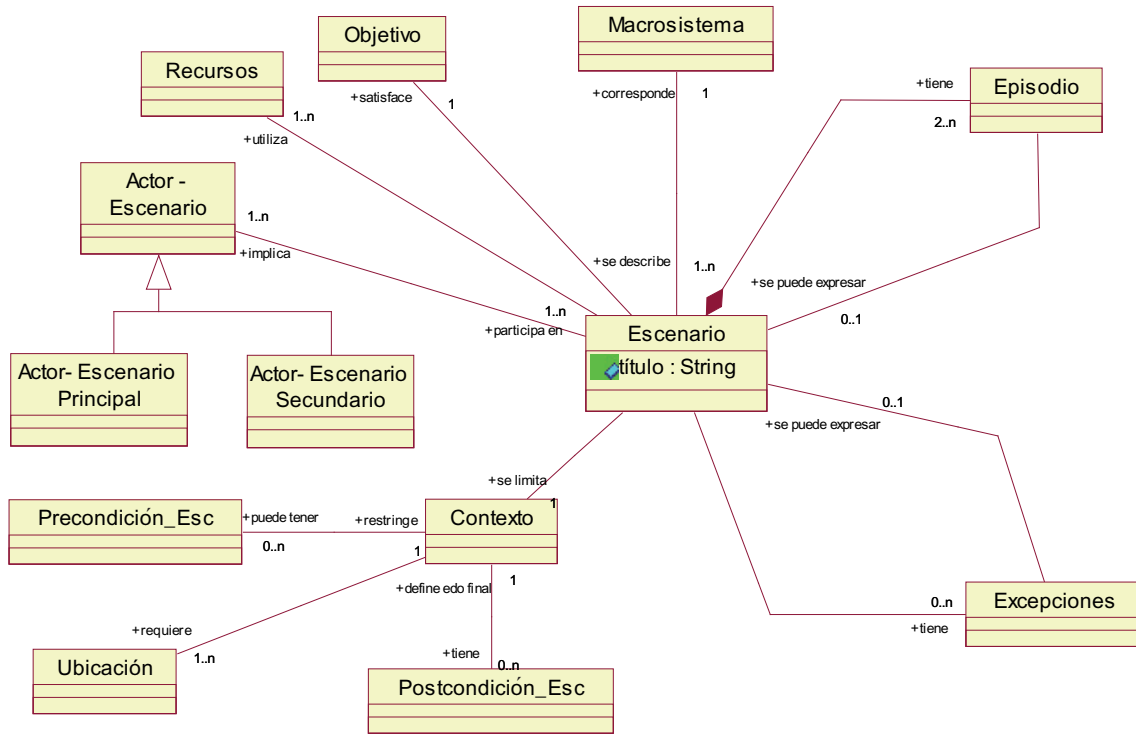 Objetivo
Macrosistema
Recursos
Episodio
+satisface
1
+corresponde
1
+tiene
2..n
1..n
+utiliza
Actor -
Escenario
1..n
+implica
+se describe
1..n
+se puede expresar
0..1
1..n
+participa en
Escenario
título : String
Actor- Escenario
Principal
Actor- Escenario
Secundario
0..1
+se puede expresar
+se limita
1
Precondición_Esc
+puede tener
0..n
+restringe
Contexto
1
+define edo final
1
+requiere
1..n
Ubicación
+tiene
0..n
Postcondición_Esc
0..n
+tiene
Excepciones